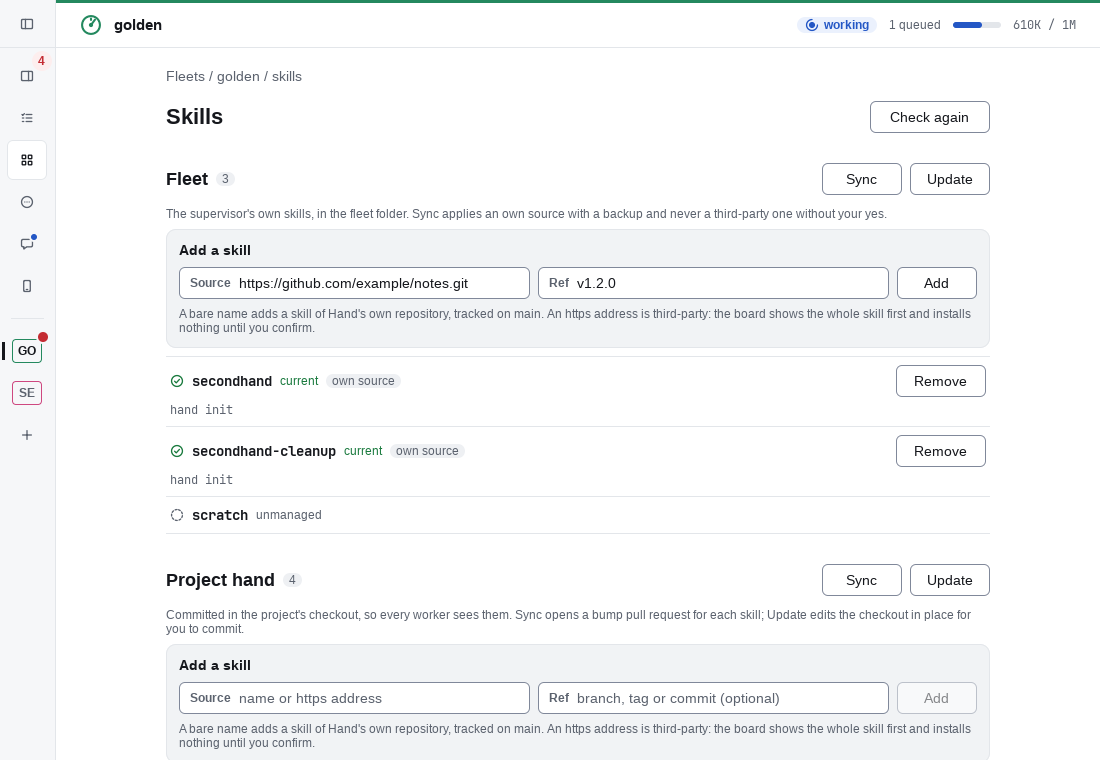 golden
working
1 queued
610K / 1M
4
Fleets / golden / skills
Skills
Check again
Fleet 3
Sync
Update
The supervisor's own skills, in the fleet folder. Sync applies an own source with a backup and never a third-party one without your yes.
Add a skill
Source https://github.com/example/notes.git
Ref v1.2.0
Add
A bare name adds a skill of Hand's own repository, tracked on main. An https address is third-party: the board shows the whole skill first and installs
nothing until you confirm.
GO
SE
secondhand current own source
Remove
hand init
secondhand-cleanup current own source
Remove
hand init
scratch unmanaged
Project hand 4
Sync
Update
Committed in the project's checkout, so every worker sees them. Sync opens a bump pull request for each skill; Update edits the checkout in place for
you to commit.
Add a skill
Source name or https address
Ref branch, tag or commit (optional)
Add
A bare name adds a skill of Hand's own repository, tracked on main. An https address is third-party: the board shows the whole skill first and installs
nothing until you confirm.